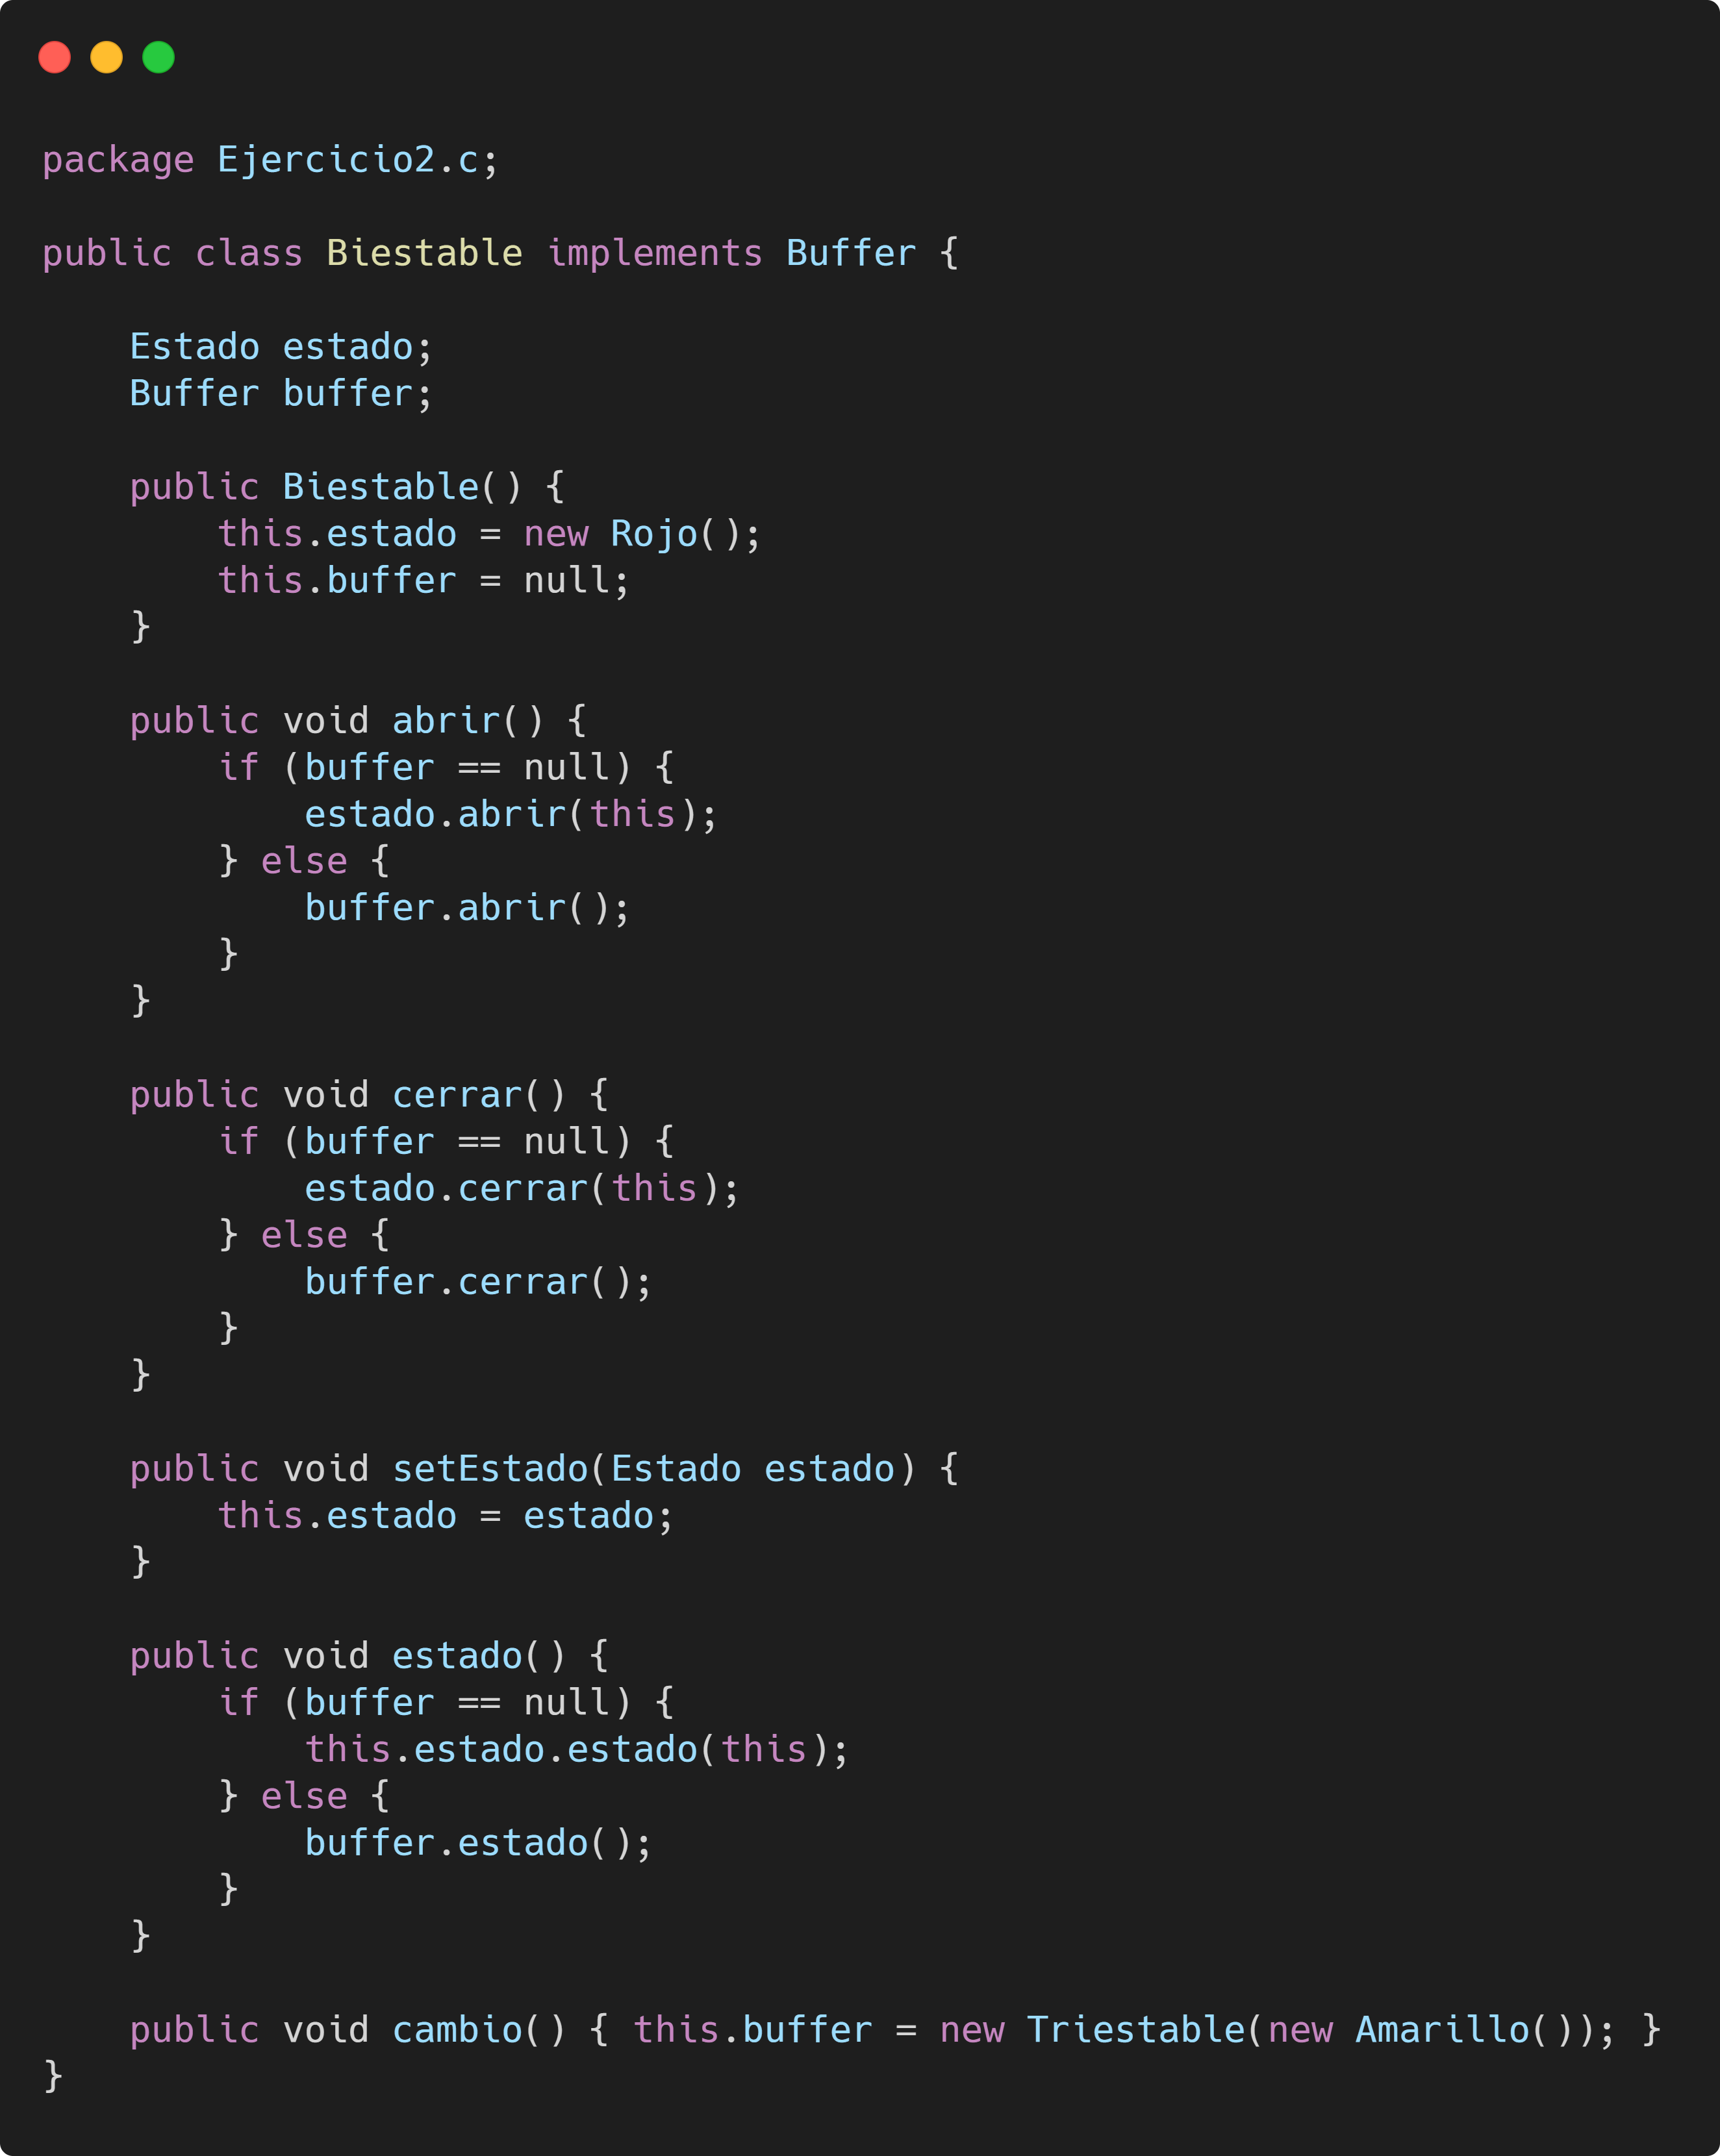 package Ejercicio2.c;

public class Biestable implements Buffer {

    Estado estado;
    Buffer buffer;

    public Biestable() {
        this.estado = new Rojo();
        this.buffer = null;
    }

    public void abrir() {
        if (buffer == null) {
            estado.abrir(this);
        } else {
            buffer.abrir();
        }
    }

    public void cerrar() {
        if (buffer == null) {
            estado.cerrar(this);
        } else {
            buffer.cerrar();
        }
    }

    public void setEstado(Estado estado) {
        this.estado = estado;
    }

    public void estado() {
        if (buffer == null) {
            this.estado.estado(this);
        } else {
            buffer.estado();
        }
    }

    public void cambio() { this.buffer = new Triestable(new Amarillo()); }
}